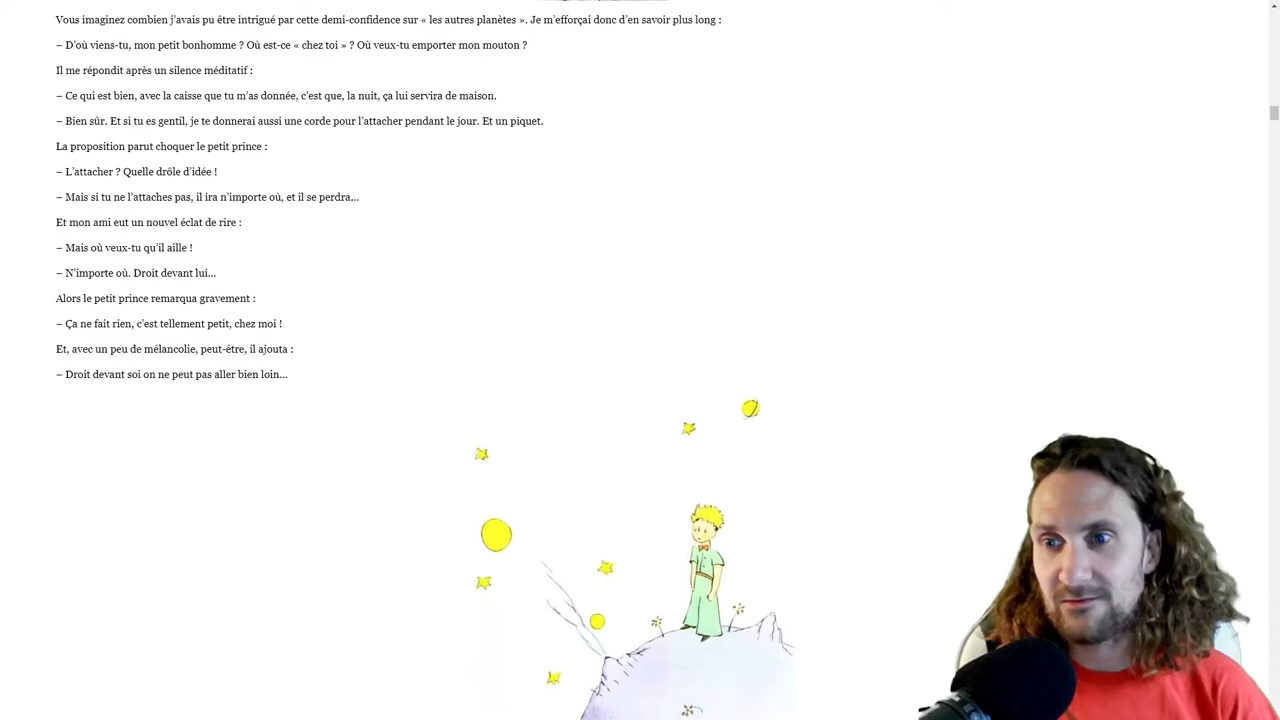 Vous imaginez combien j’avais pu être intrigué par cette demi-confidence sur « les autres planètes ». Je m’efforçai donc d’en savoir plus long :
– D’où viens-tu, mon petit bonhomme ? Où est-ce « chez toi » ? Où veux-tu emporter mon mouton ?
Il me répondit après un silence méditatif :
– Ce qui est bien, avec la caisse que tu m’as donnée, c’est que, la nuit, ça lui servira de maison.
– Bien sûr. Et si tu es gentil, je te donnerai aussi une corde pour l’attacher pendant le jour. Et un piquet.
La proposition parut choquer le petit prince :
– L’attacher ? Quelle drôle d’idée !
– Mais si tu ne l’attaches pas, il ira n’importe où, et il se perdra...
Et mon ami eut un nouvel éclat de rire :
– Mais où veux-tu qu’il aille !
– N’importe où. Droit devant lui...
Alors le petit prince remarqua gravement :
– Ça ne fait rien, c’est tellement petit, chez moi !
Et, avec un peu de mélancolie, peut-être, il ajouta :
– Droit devant soi on ne peut pas aller bien loin...